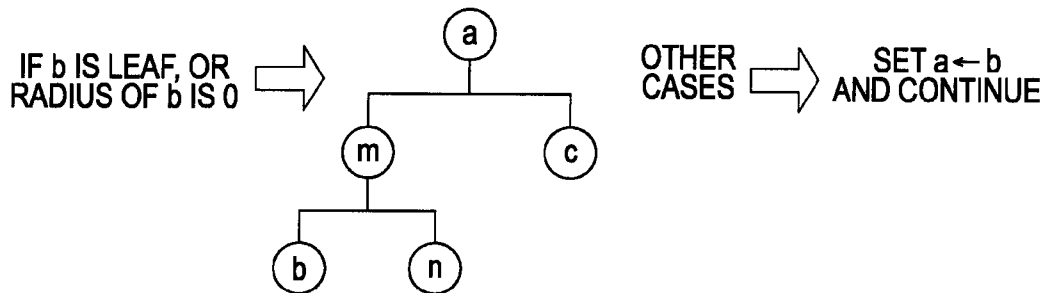 IF b IS LEAF, OR
RADIUS OF b IS 0
a
m
c
b
n
OTHER
CASES
SET a ← b
AND CONTINUE